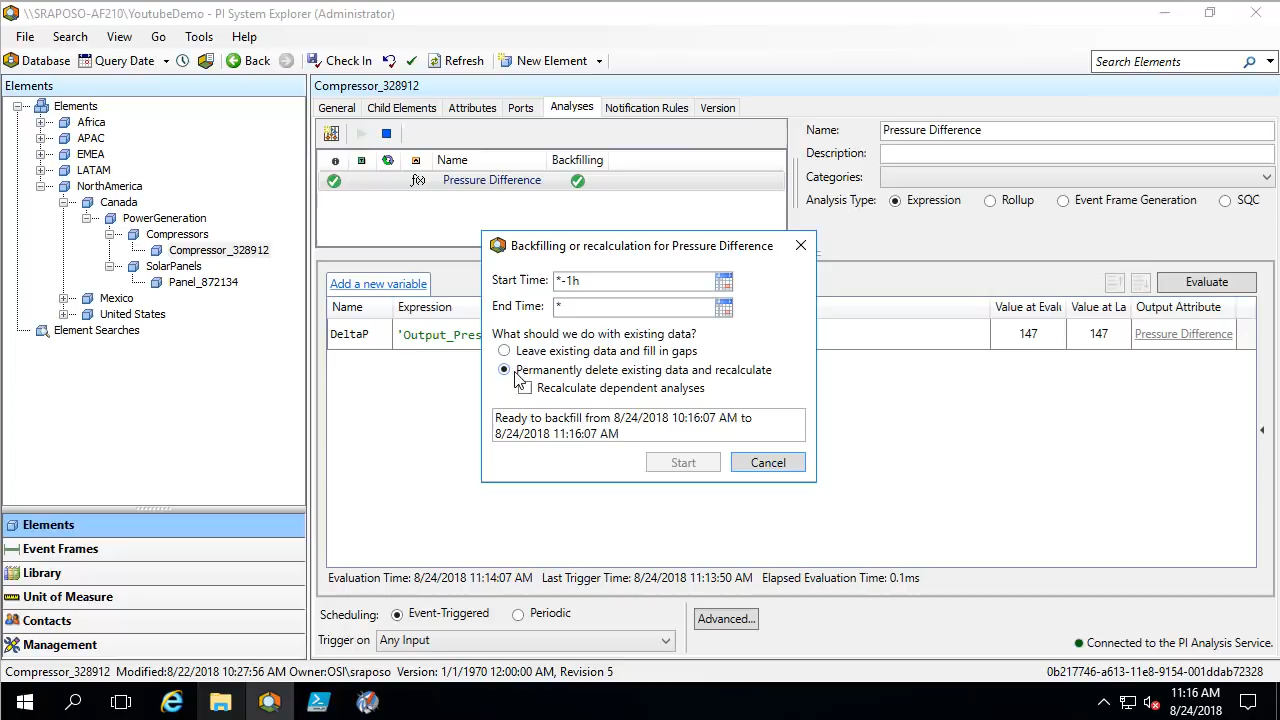 \\SRAPOSO-AF210\YoutubeDemo - PI System Explorer (Administrator)
File Search View Go Tools Help
Database Query Date Back Check In Refresh New Element Search Elements
Elements
Elements
Africa
APAC
EMEA
LATAM
NorthAmerica
Canada
PowerGeneration
Compressors
Compressor_328912
SolarPanels
Panel_872134
Mexico
United States
Element Searches
Elements
Event Frames
Library
Unit of Measure
Contacts
Management
Compressor_328912
General Child Elements Attributes Ports Analyses Notification Rules Version
Name Backfilling
Pressure Difference
Name: Pressure Difference
Description:
Categories:
Analysis Type: Expression Rollup Event Frame Generation SQC
Add a new variable
Evaluate
Name Expression Value at Evalu Value at La Output Attribute
DeltaP 'Output_Pres 147 147 Pressure Difference
Backfilling or recalculation for Pressure Difference
Start Time: *-1h
End Time: *
What should we do with existing data?
Leave existing data and fill in gaps
Permanently delete existing data and recalculate
Recalculate dependent analyses
Ready to backfill from 8/24/2018 10:16:07 AM to
8/24/2018 11:16:07 AM
Start Cancel
Evaluation Time: 8/24/2018 11:14:07 AM Last Trigger Time: 8/24/2018 11:13:50 AM Elapsed Evaluation Time: 0.1ms
Scheduling: Event-Triggered Periodic
Trigger on Any Input
Advanced...
Connected to the PI Analysis Service.
Compressor_328912 Modified:8/22/2018 10:27:56 AM Owner:OSI\sraposo Version: 1/1/1970 12:00:00 AM, Revision 5
0b217746-a613-11e8-9154-001ddab72328
11:16 AM
8/24/2018